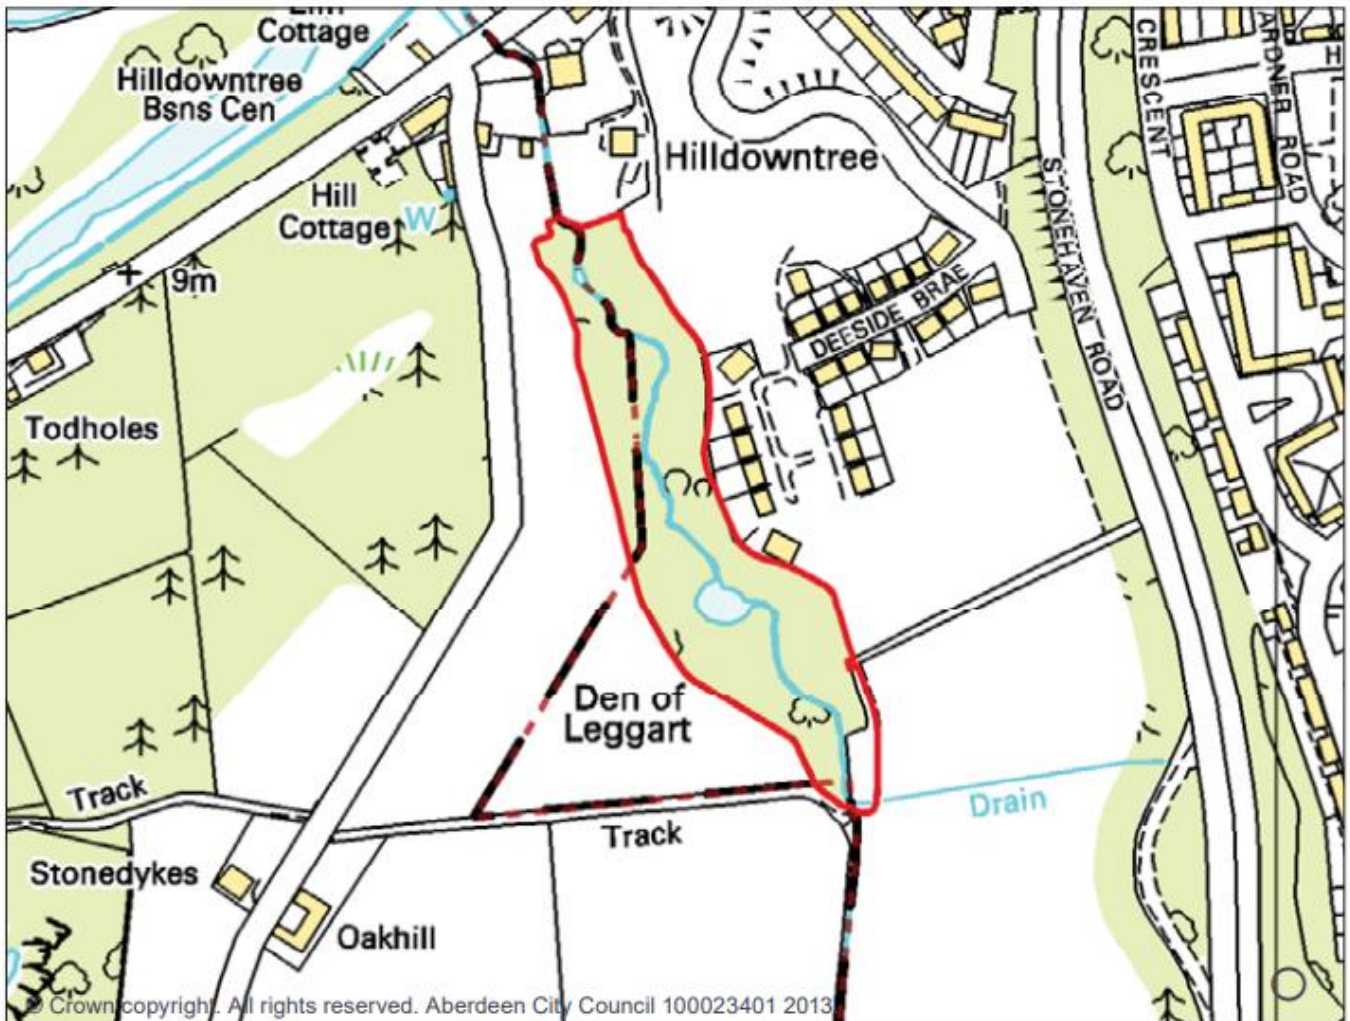 Cottage
Hilldowntree
Bsns Cen
Hill
Cottage
W
Hilldowntree
9m
CRESCENT
ARDNER ROAD
H
STONEHAVEN ROAD
DEESIDE BRAE
Todholes
Den of
Leggart
Track
Track
Drain
Stonedykes
Oakhill
© Crown copyright. All rights reserved. Aberdeen City Council 100023401 2013